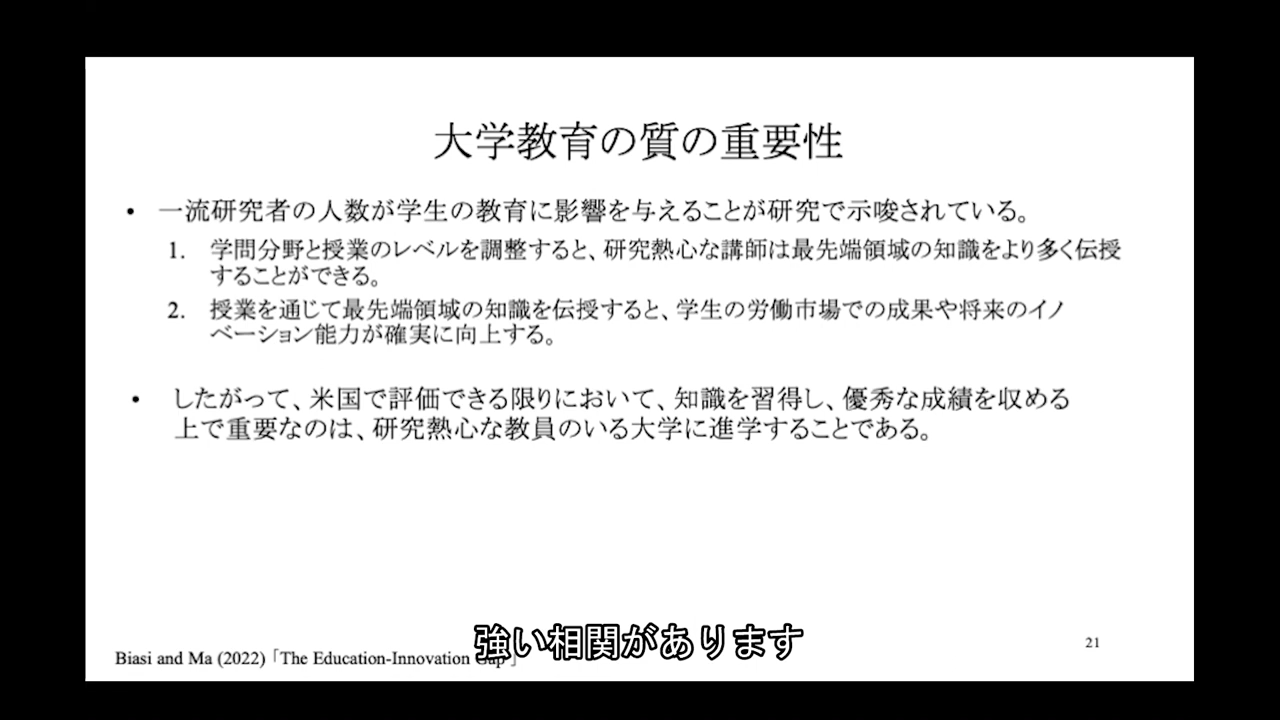 大学教育の質の重要性
• 一流研究者の人数が学生の教育に影響を与えることが研究で示唆されている。
1. 学問分野と授業のレベルを調整すると、研究熱心な講師は最先端領域の知識をより多く伝授
することができる。
2. 授業を通じて最先端領域の知識を伝授すると、学生の労働市場での成果や将来のイノ
ベーション能力が確実に向上する。
• したがって、米国で評価できる限りにおいて、知識を習得し、優秀な成績を収める
上で重要なのは、研究熱心な教員のいる大学に進学することである。
強い相関があります
21
Biasi and Ma (2022)「The Education-Innovation Gap」